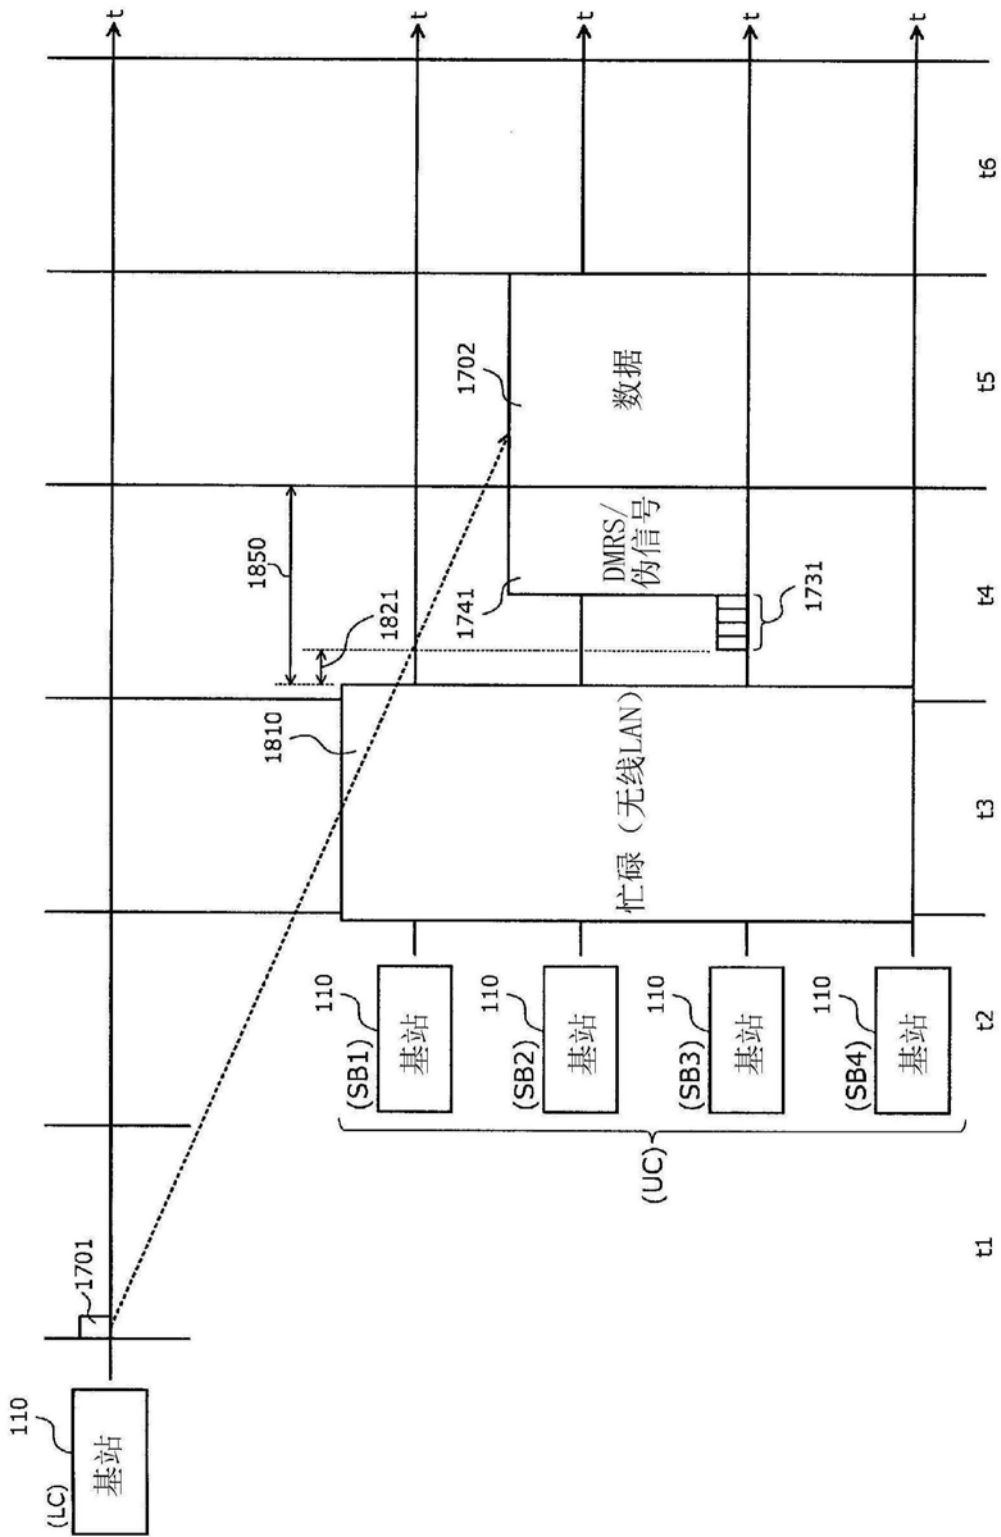 110
(LC)
基站
1701
t
(UC)
(SB1)
110
基站
t
(SB2)
110
基站
t
(SB3)
110
基站
t
(SB4)
110
基站
t
1810
忙碌（无线LAN）
1850
1821
1741
DMRS/
伪信号
1731
1702
数据
t1
t2
t3
t4
t5
t6